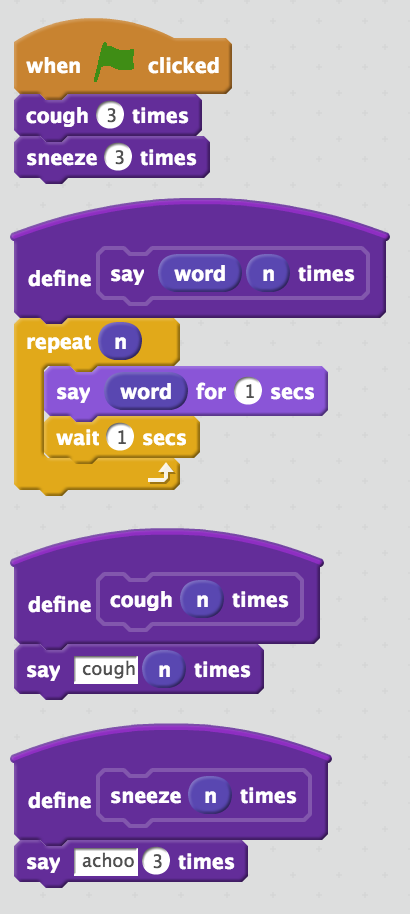 when clicked
cough 3 times
sneeze 3 times
define say word n times
repeat n
say word for 1 secs
wait 1 secs
define cough n times
say cough n times
define sneeze n times
say achoo 3 times